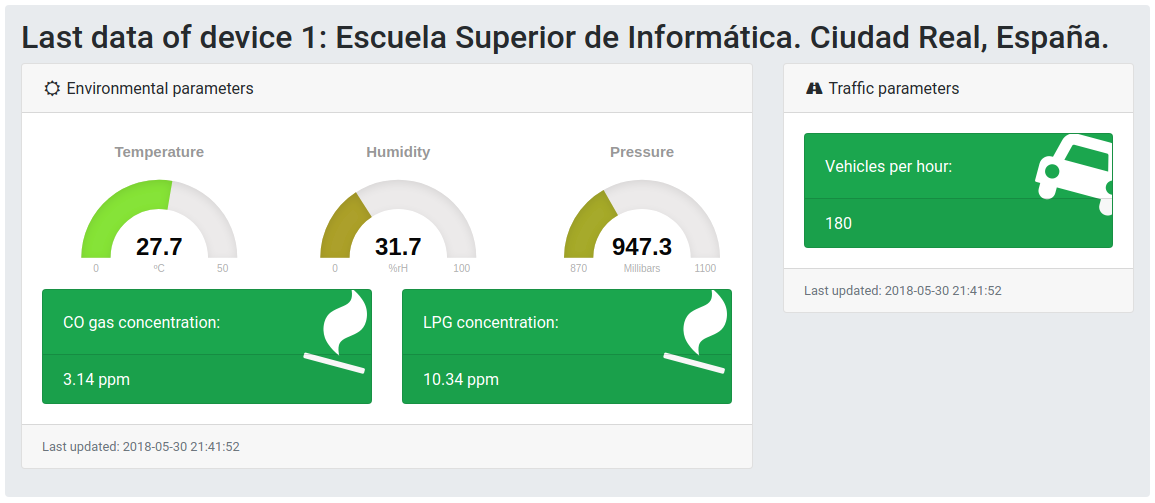 Last data of device 1: Escuela Superior de Informática. Ciudad Real, España.
Environmental parameters
Temperature
27.7
0 ºC 50
Humidity
31.7
0 %rH 100
Pressure
947.3
870 Millibars 1100
CO gas concentration:
3.14 ppm
LPG concentration:
10.34 ppm
Last updated: 2018-05-30 21:41:52
Traffic parameters
Vehicles per hour:
180
Last updated: 2018-05-30 21:41:52